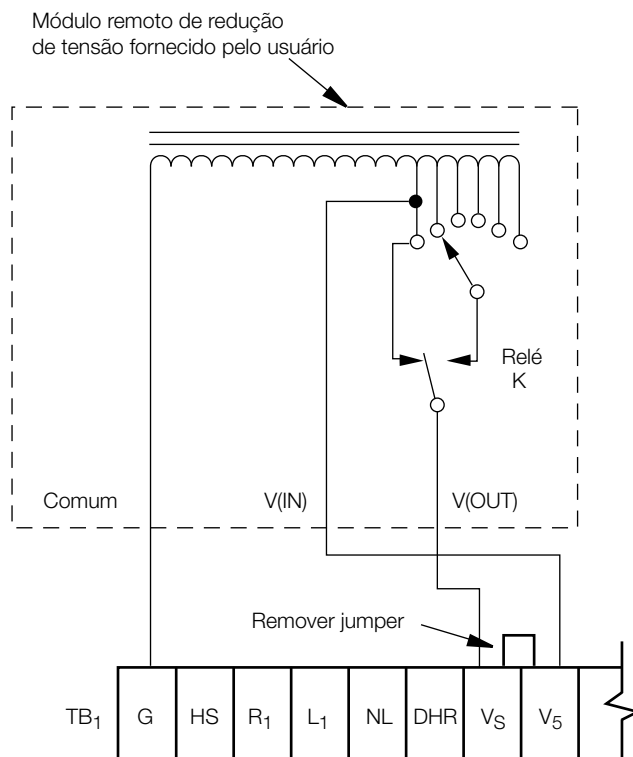 Módulo remoto de redução
de tensão fornecido pelo usuário
Relé
K
Comum V(IN) V(OUT)
Remover jumper
TB1 G HS R1 L1 NL DHR VS V5